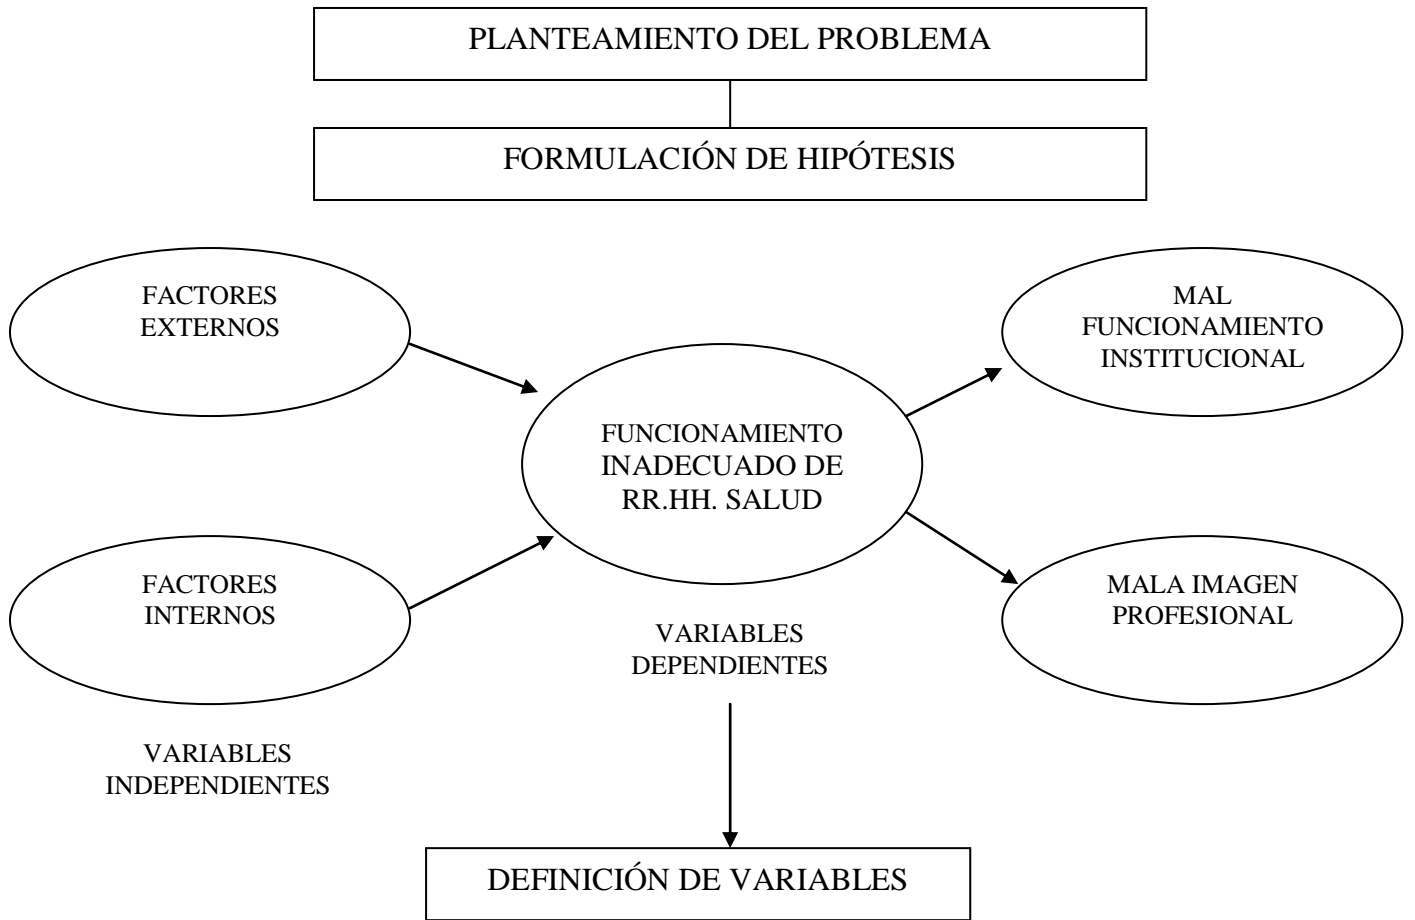 PLANTEAMIENTO DEL PROBLEMA
FORMULACIÓN DE HIPÓTESIS
FACTORES
EXTERNOS
MAL
FUNCIONAMIENTO
INSTITUCIONAL
FUNCIONAMIENTO
INADECUADO DE
RR.HH. SALUD
FACTORES
INTERNOS
MALA IMAGEN
PROFESIONAL
VARIABLES
DEPENDIENTES
VARIABLES
INDEPENDIENTES
DEFINICIÓN DE VARIABLES